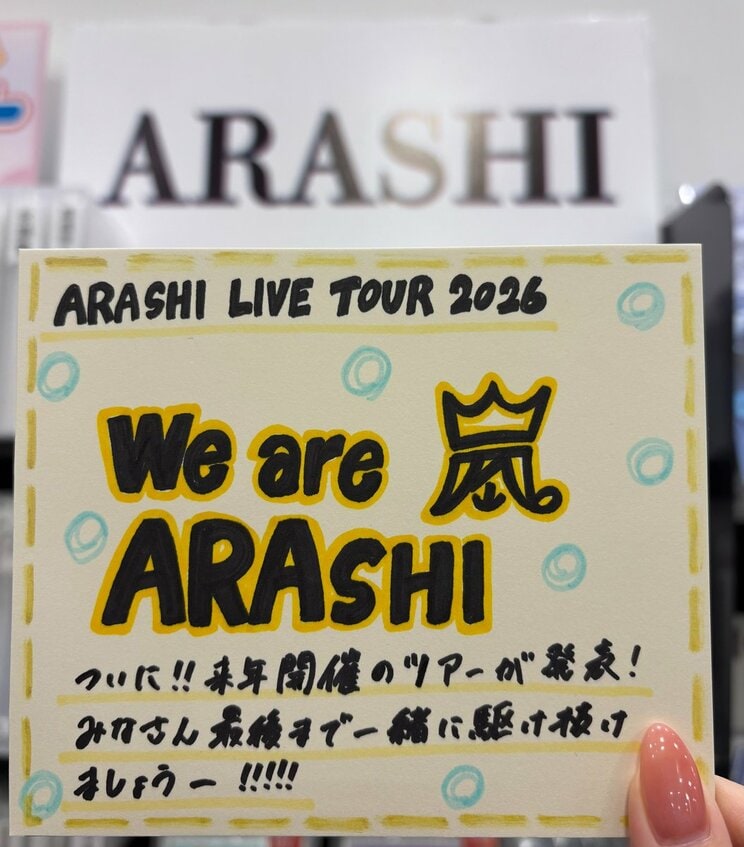 ARASHI
ARASHI LIVE TOUR 2026
We are 嵐
ARASHI
ついに!! 来年開催のツアーが発表!
みなさん最後まで一緒に駆け抜け
ましょうー!!!!!